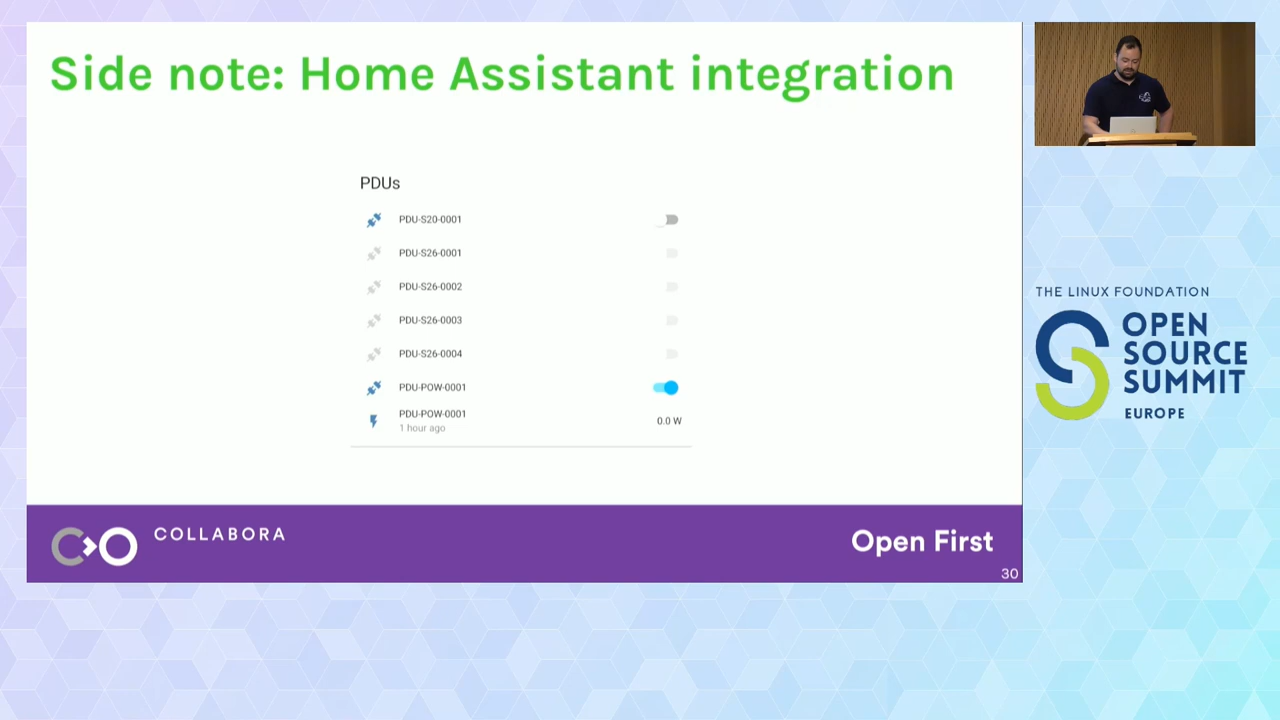 Side note: Home Assistant integration
PDUs
PDU-S20-0001
PDU-S26-0001
PDU-S26-0002
PDU-S26-0003
PDU-S26-0004
PDU-POW-0001
PDU-POW-0001
1 hour ago
0.0 W
COLLABORA
Open First
30
THE LINUX FOUNDATION
OPEN
SOURCE
SUMMIT
EUROPE